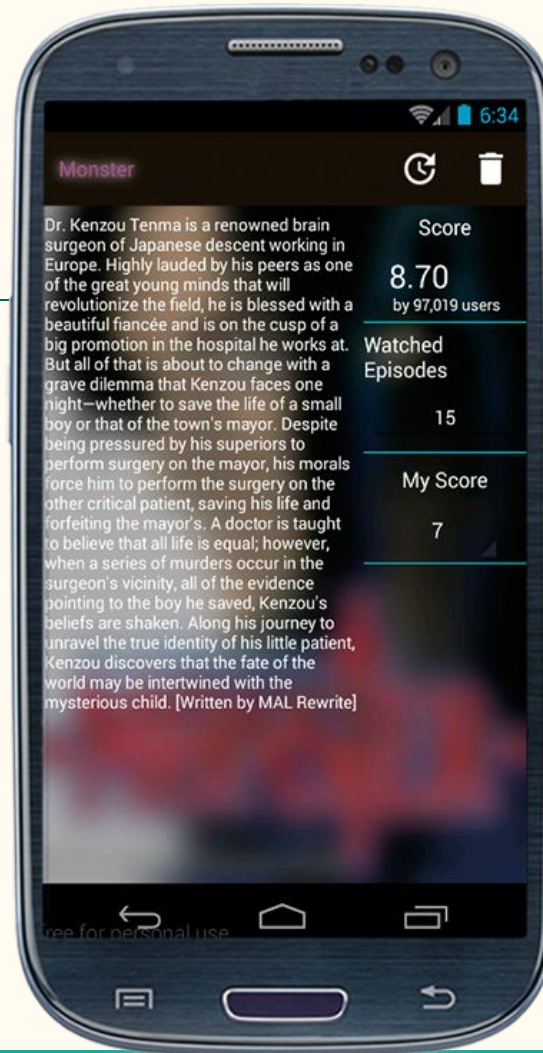 6:34
Monster
Dr. Kenzou Tenma is a renowned brain
surgeon of Japanese descent working in
Europe. Highly lauded by his peers as one
of the great young minds that will
revolutionize the field, he is blessed with a
beautiful fiancée and is on the cusp of a
big promotion in the hospital he works at.
But all of that is about to change with a
grave dilemma that Kenzou faces one
night—whether to save the life of a small
boy or that of the town's mayor. Despite
being pressured by his superiors to
perform surgery on the mayor, his morals
force him to perform the surgery on the
other critical patient, saving his life and
forfeiting the mayor's. A doctor is taught
to believe that all life is equal; however,
when a series of murders occur in the
surgeon's vicinity, all of the evidence
pointing to the boy he saved, Kenzou's
beliefs are shaken. Along his journey to
unravel the true identity of his little patient,
Kenzou discovers that the fate of the
world may be intertwined with the
mysterious child. [Written by MAL Rewrite]
Score
8.70
by 97,019 users
Watched
Episodes
15
My Score
7
free for personal use